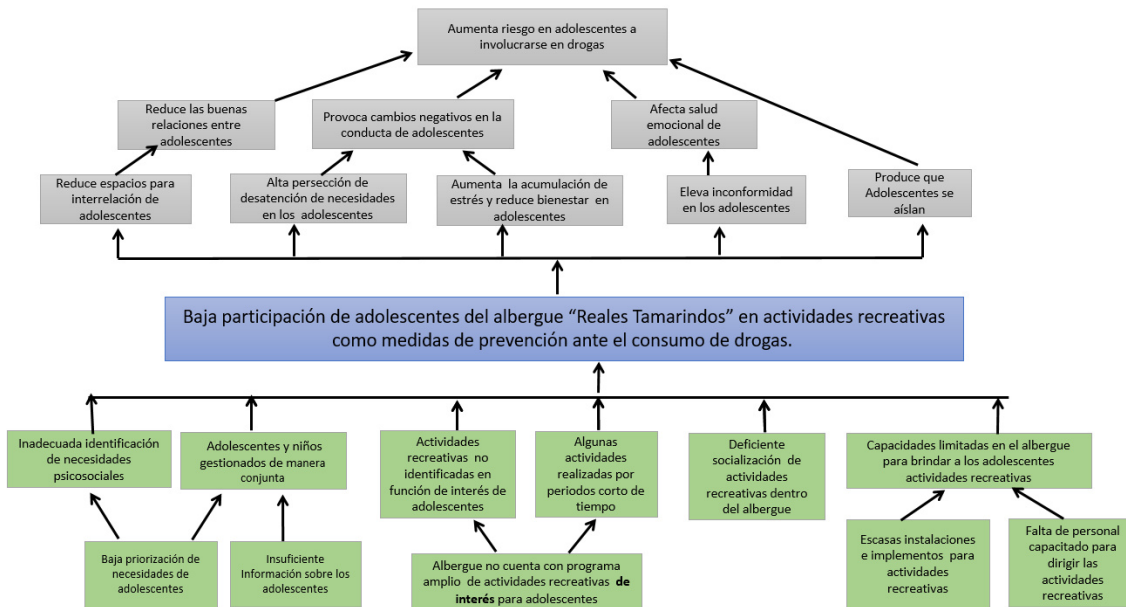 Aumenta riesgo en adolescentes a
involucrarse en drogas
Reduce las buenas
relaciones entre
adolescentes
Provoca cambios negativos en la
conducta de adolescentes
Afecta salud
emocional de
adolescentes
Reduce espacios para
interrelación de
adolescentes
Alta persección de
desatención de necesidades
en los  adolescentes
Aumenta  la acumulación de
estrés y reduce bienestar  en
adolescentes
Eleva inconformidad
en los adolescentes
Produce que
Adolescentes se
aíslan
Baja participación de adolescentes del albergue “Reales Tamarindos” en actividades recreativas
como medidas de prevención ante el consumo de drogas.
Inadecuada identificación
de necesidades
psicosociales
Adolescentes y niños
gestionados de manera
conjunta
Actividades
recreativas  no
identificadas en
función de interés de
adolescentes
Algunas
actividades
realizadas por
periodos corto de
tiempo
Deficiente
socialización  de
actividades
recreativas dentro
del albergue
Capacidades limitadas en el albergue
para brindar a los adolescentes
actividades recreativas
Baja priorización de
necesidades de
adolescentes
Insuficiente
Información sobre los
adolescentes
Albergue no cuenta con programa
amplio  de actividades recreativas de
interés para adolescentes
Escasas instalaciones
e implementos  para
actividades
recreativas
Falta de personal
capacitado para
dirigir las
actividades
recreativas